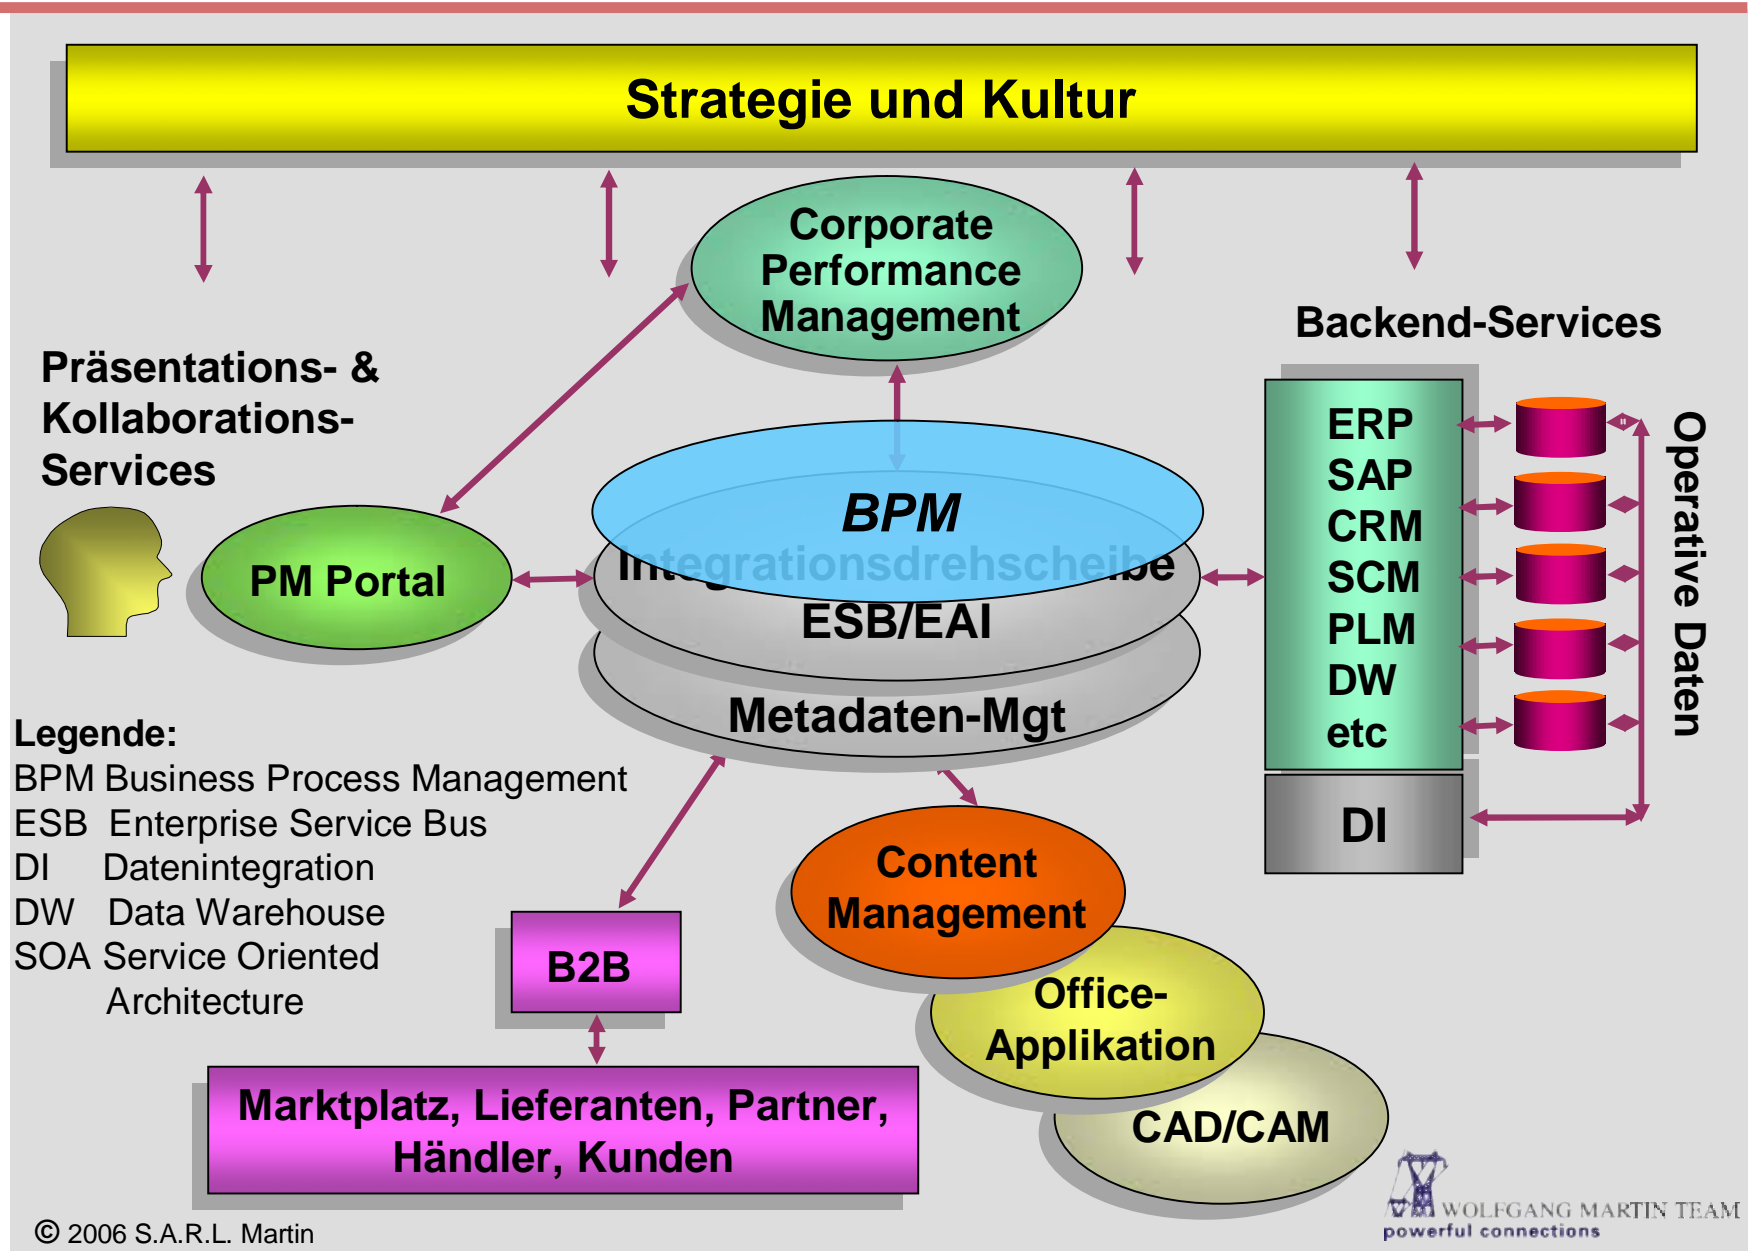 Strategie und Kultur
Corporate
Performance
Management
Backend-Services
Präsentations- &
Kollaborations-
Services
PM Portal
BPM
Integrationsdrehscheibe
ESB/EAI
Metadaten-Mgt
ERP
SAP
CRM
SCM
PLM
DW
etc
DI
Operative Daten
Legende:
BPM Business Process Management
ESB Enterprise Service Bus
DI Datenintegration
DW Data Warehouse
SOA Service Oriented
Architecture
Content
Management
Office-
Applikation
CAD/CAM
B2B
Marktplatz, Lieferanten, Partner,
Händler, Kunden
© 2006 S.A.R.L. Martin
WOLFGANG MARTIN TEAM
powerful connections